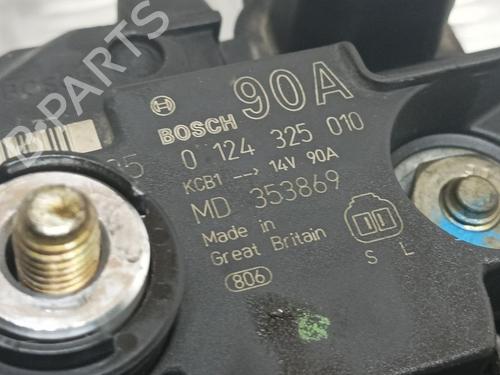 B-PARTS
90A
BOSCH
0 124 325 010
KCB1 --> 14V 90A
MD 353869
Made in
Great Britain
806
S L